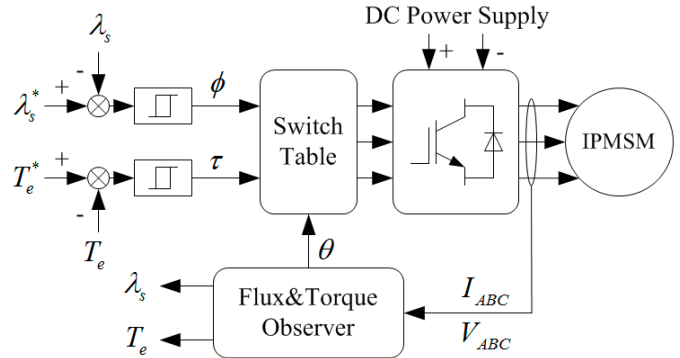 DC Power Supply
λs
-
+ -
+
λs*
ϕ
Switch
Table
IPMSM
+
Te*
τ
-
Te
θ
λs
Flux&Torque
Observer
IABC
Te
VABC